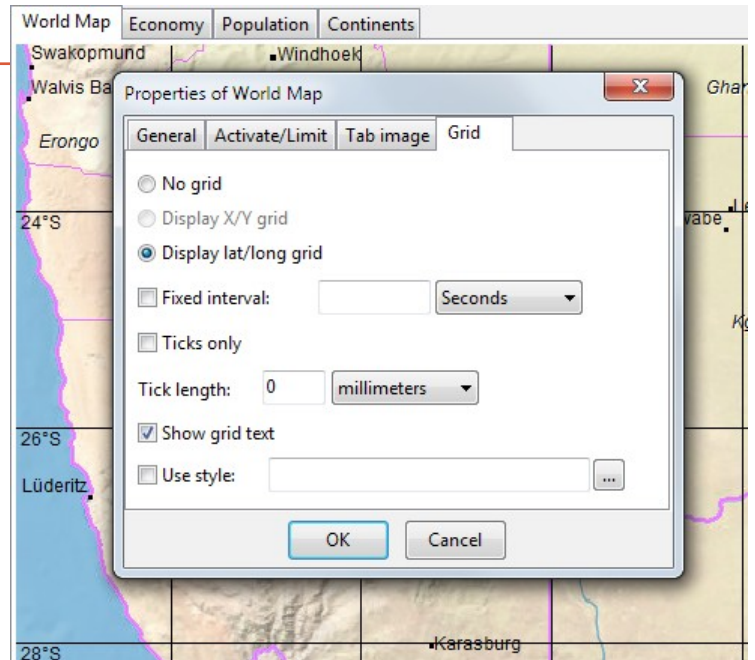 World Map Economy Population Continents
Swakopmund Windhoek
Walvis Ba
Properties of World Map
Erongo
General Activate/Limit Tab image Grid
No grid
24°S
Display X/Y grid
Display lat/long grid
Fixed interval: Seconds
Ticks only
Tick length: 0 millimeters
26°S
Show grid text
Lüderitz
Use style: ...
OK Cancel
28°S
Karasburg